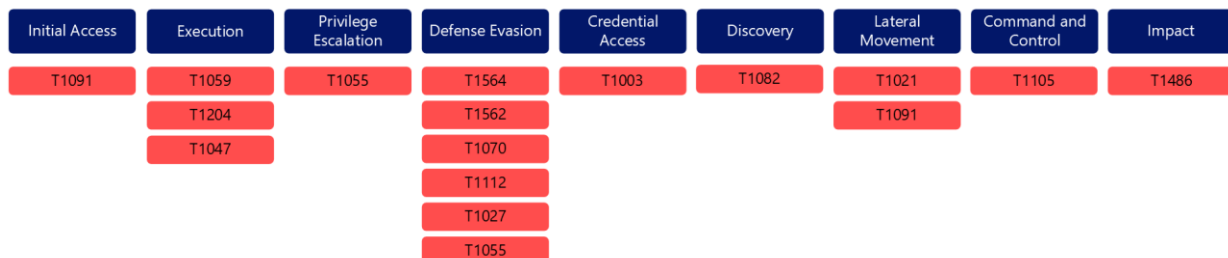 Initial Access
Execution
Privilege
Escalation
Defense Evasion
Credential
Access
Discovery
Lateral
Movement
Command and
Control
Impact
T1091
T1059
T1055
T1564
T1003
T1082
T1021
T1105
T1486
T1204
T1562
T1091
T1047
T1070
T1112
T1027
T1055